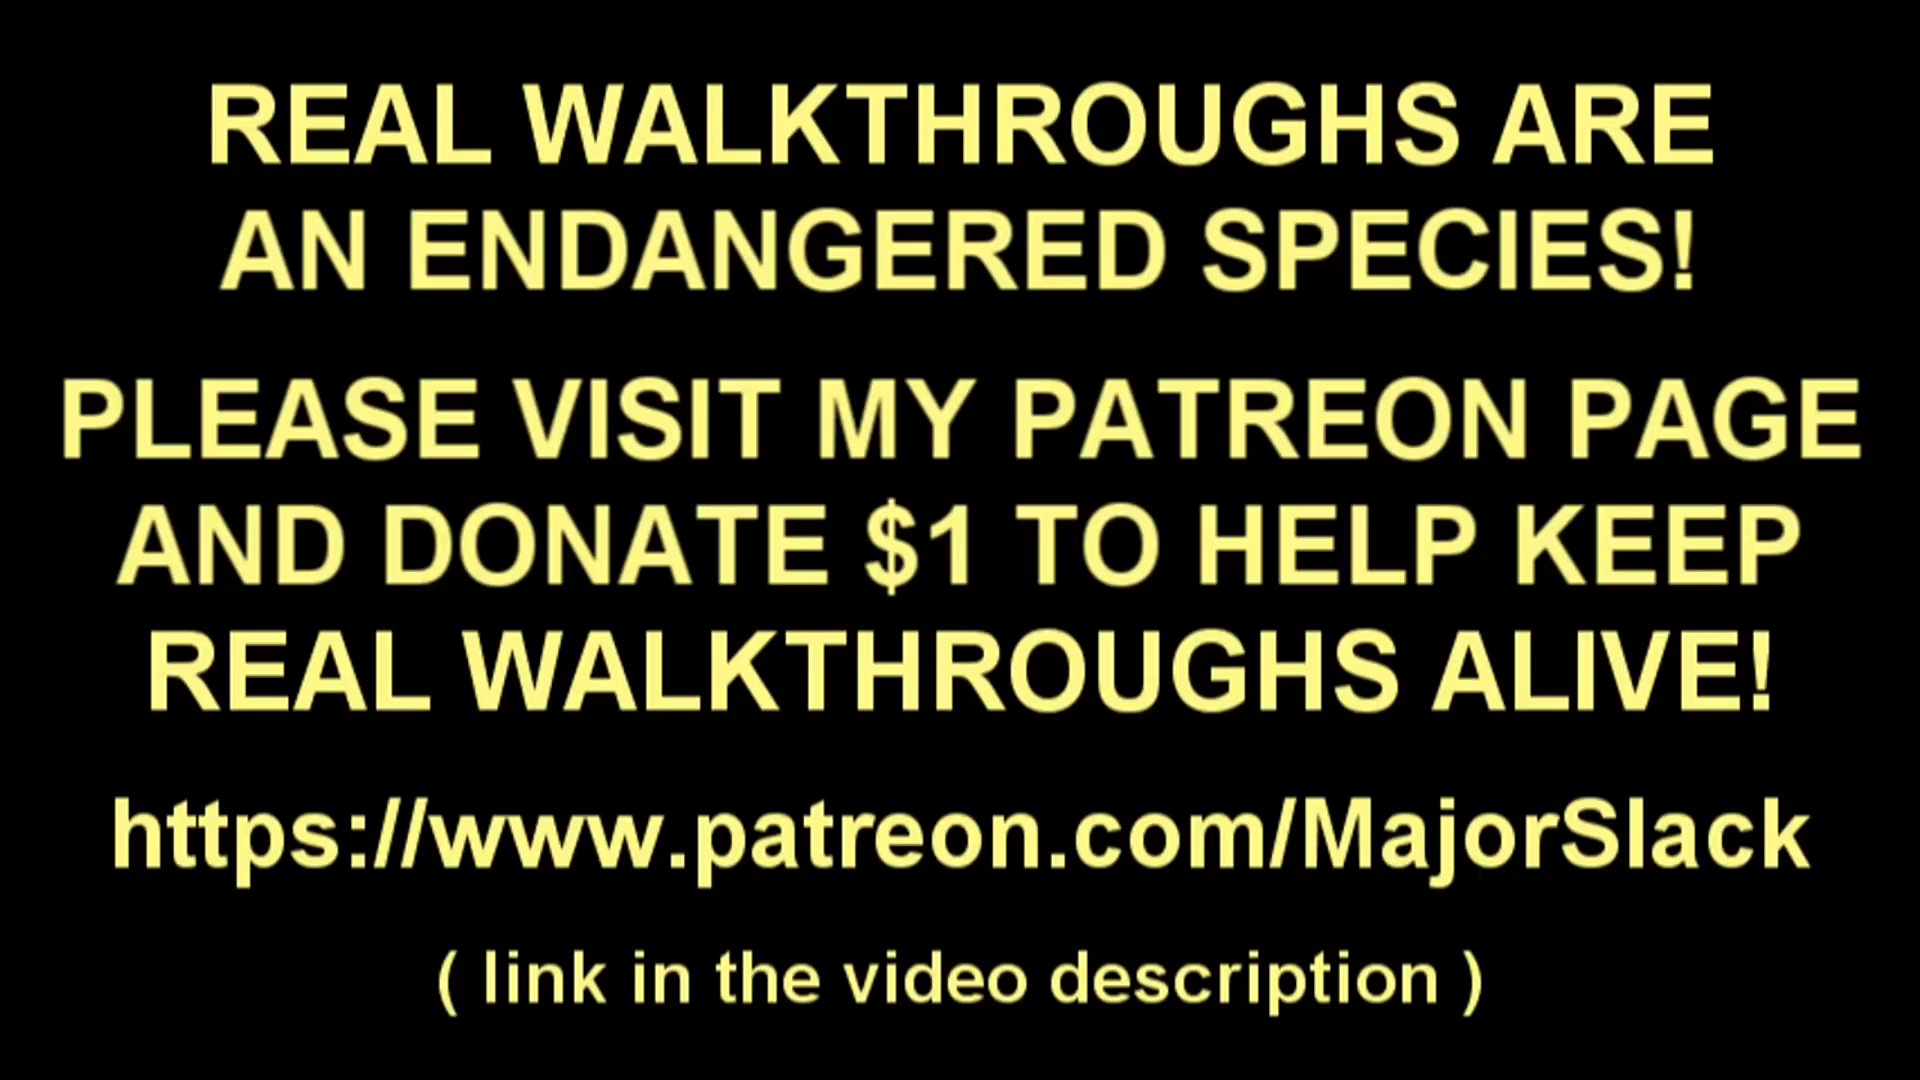 REAL WALKTHROUGHS ARE
AN ENDANGERED SPECIES!
PLEASE VISIT MY PATREON PAGE
AND DONATE $1 TO HELP KEEP
REAL WALKTHROUGHS ALIVE!
https://www.patreon.com/MajorSlack
( link in the video description )